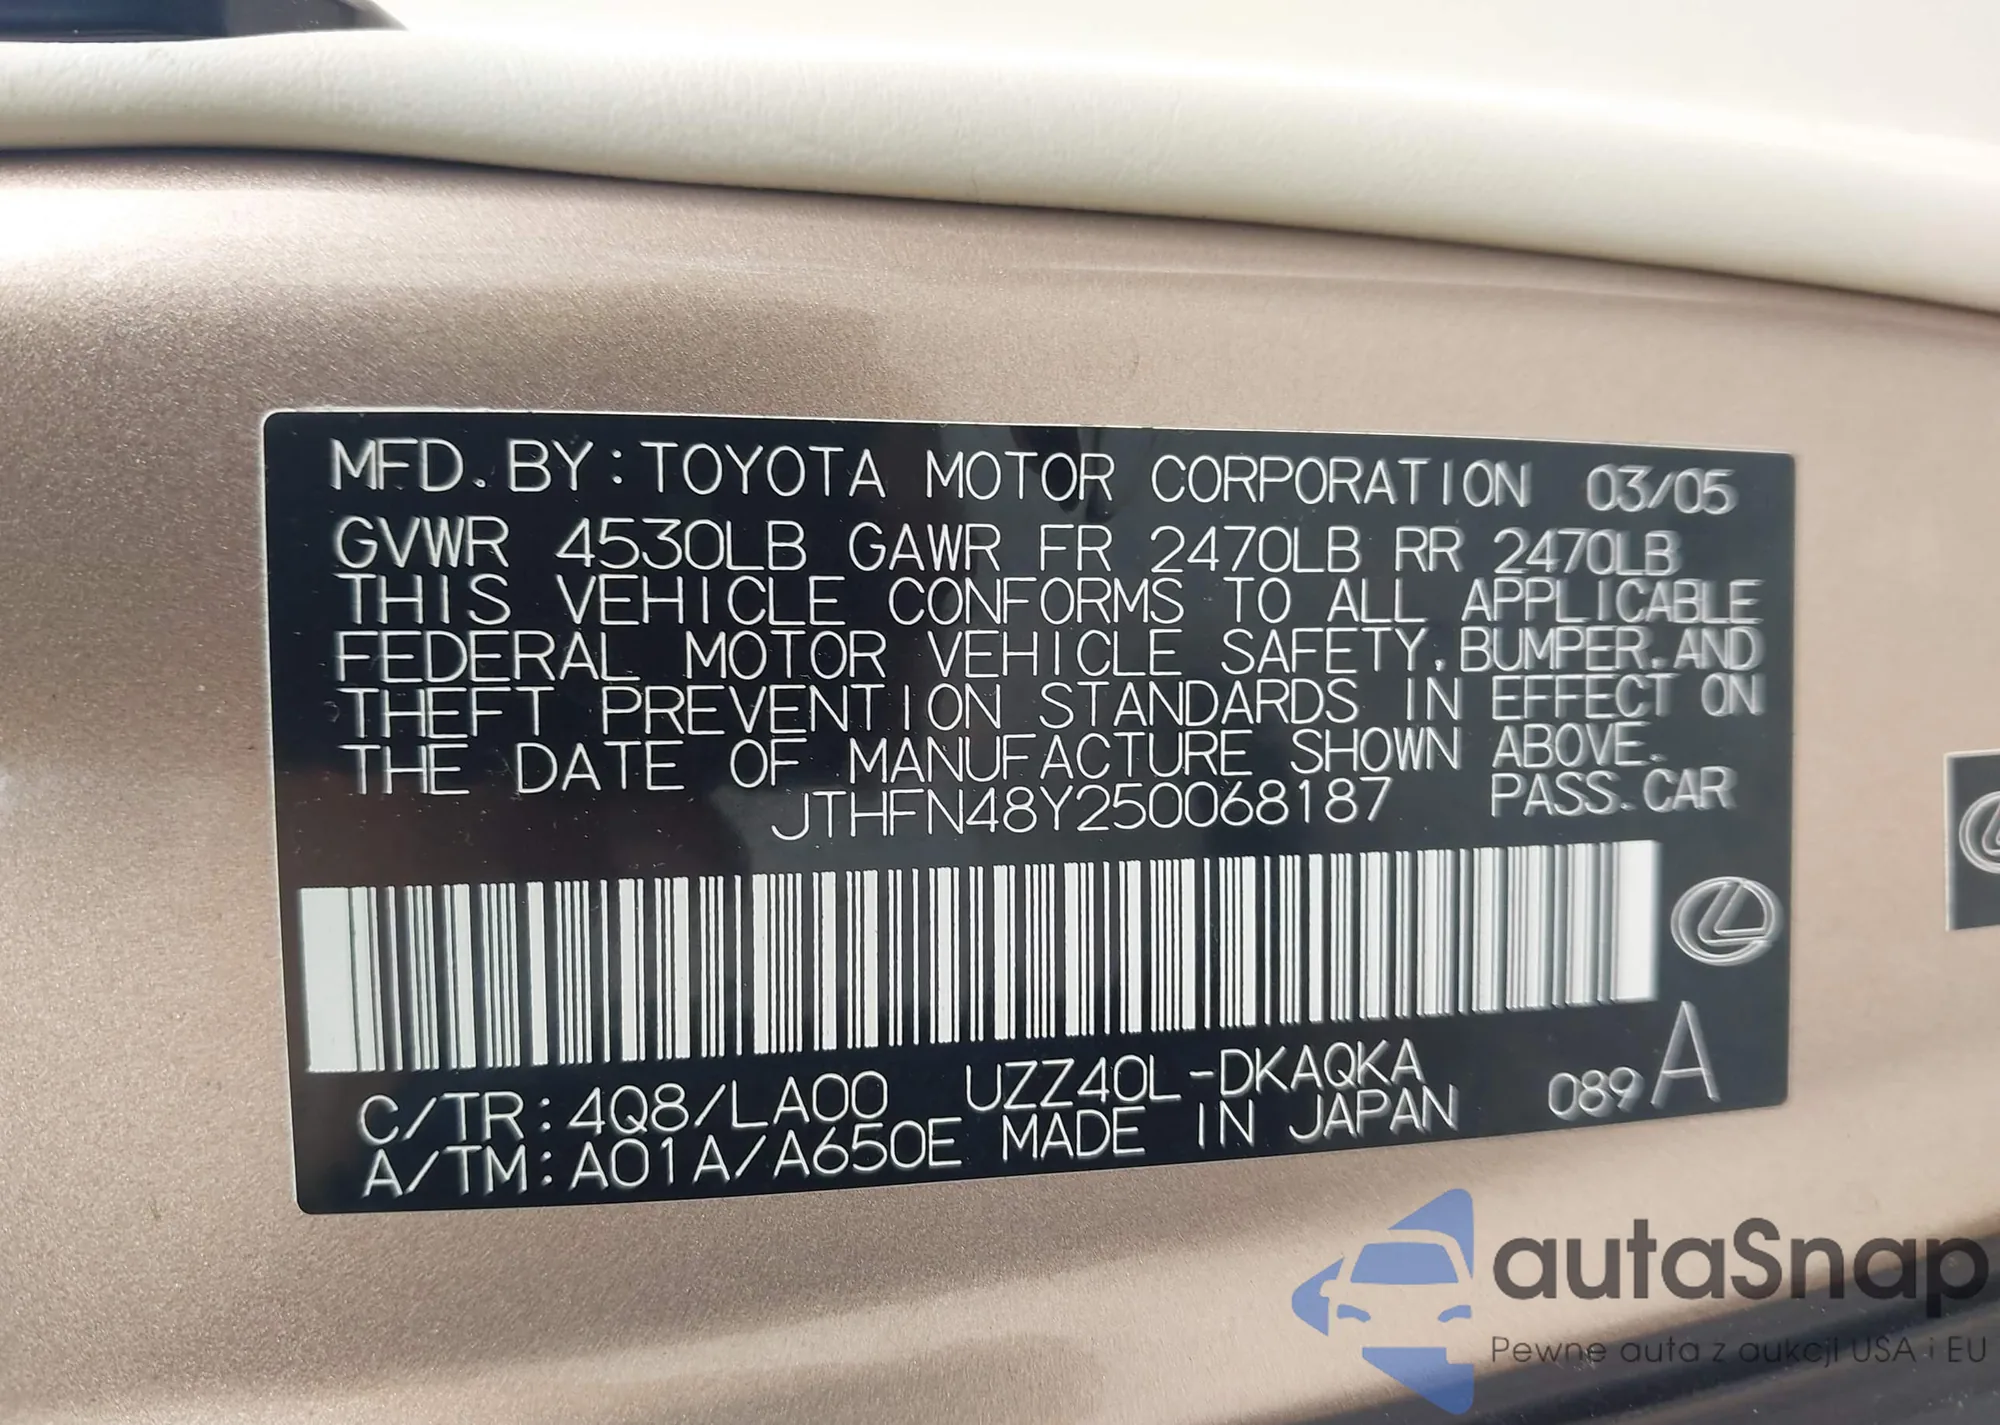 MFD. BY: TOYOTA MOTOR CORPORATION 03/05
GVWR 4530LB GAWR FR 2470LB RR 2470LB
THIS VEHICLE CONFORMS TO ALL APPLICABLE
FEDERAL MOTOR VEHICLE SAFETY, BUMPER, AND
THEFT PREVENTION STANDARDS IN EFFECT ON
THE DATE OF MANUFACTURE SHOWN ABOVE.
JTHFN48Y250068187 PASS. CAR
C/TR: 4Q8/LA00 UZZ40L-DKAQKA 089 A
A/TM: A01A/A650E MADE IN JAPAN
autaSnap
Pewne auta z aukcji USA i EU